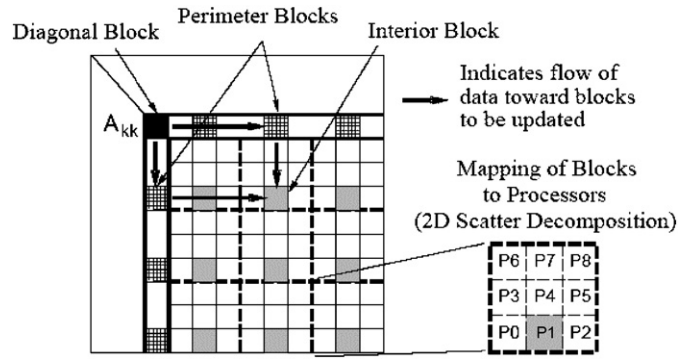 Perimeter Blocks
Diagonal Block
Interior Block
Indicates flow of
data toward blocks
to be updated
Akk
Mapping of Blocks
to Processors
(2D Scatter Decomposition)
P6 P7 P8
P3 P4 P5
P0 P1 P2